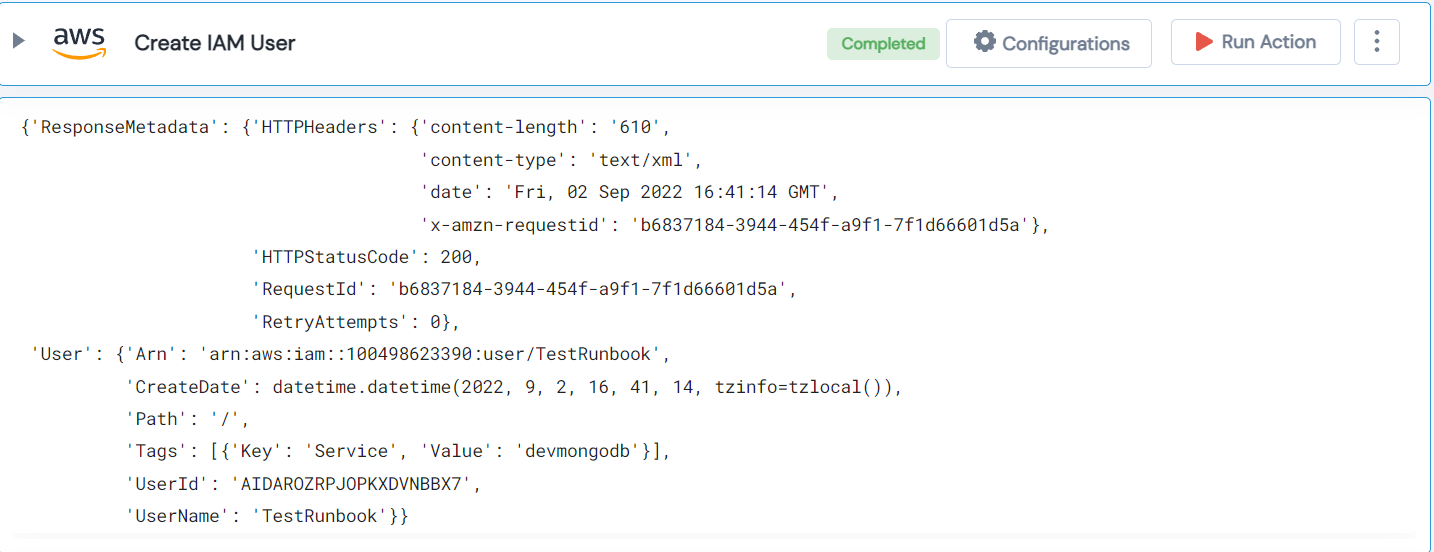 aws Create IAM User Completed Configurations Run Action
{'ResponseMetadata': {'HTTPHeaders': {'content-length': '610',
'content-type': 'text/xml',
'date': 'Fri, 02 Sep 2022 16:41:14 GMT',
'x-amzn-requestid': 'b6837184-3944-454f-a9f1-7f1d66601d5a'},
'HTTPStatusCode': 200,
'RequestId': 'b6837184-3944-454f-a9f1-7f1d66601d5a',
'RetryAttempts': 0},
'User': {'Arn': 'arn:aws:iam::100498623390:user/TestRunbook',
'CreateDate': datetime.datetime(2022, 9, 2, 16, 41, 14, tzinfo=tzlocal()),
'Path': '/',
'Tags': [{'Key': 'Service', 'Value': 'devmongodb'}],
'UserId': 'AIDAROZRPJOPKXDVNBBX7',
'UserName': 'TestRunbook'}}